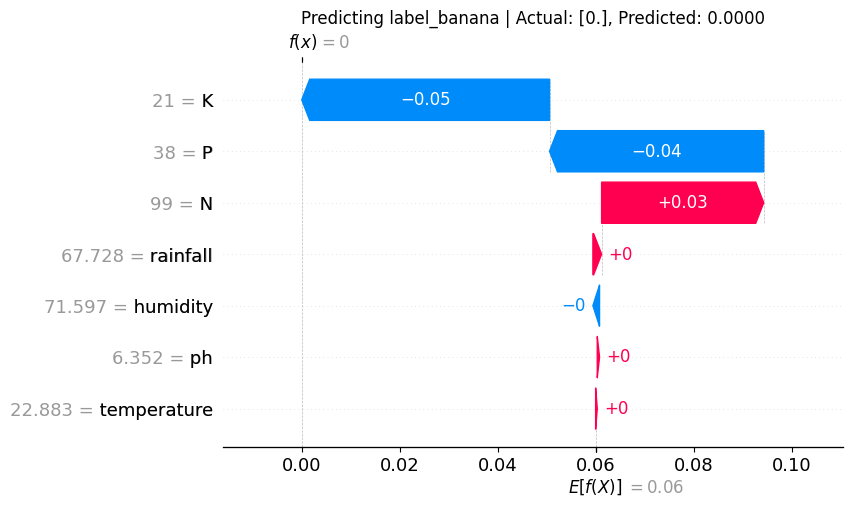 Predicting label_banana | Actual: [0.], Predicted: 0.0000
f(x) = 0
21 = K
−0.05
38 = P
−0.04
99 = N
+0.03
67.728 = rainfall
+0
71.597 = humidity
−0
6.352 = ph
+0
22.883 = temperature
+0
0.00 0.02 0.04 0.06 0.08 0.10
E[f(X)] = 0.06